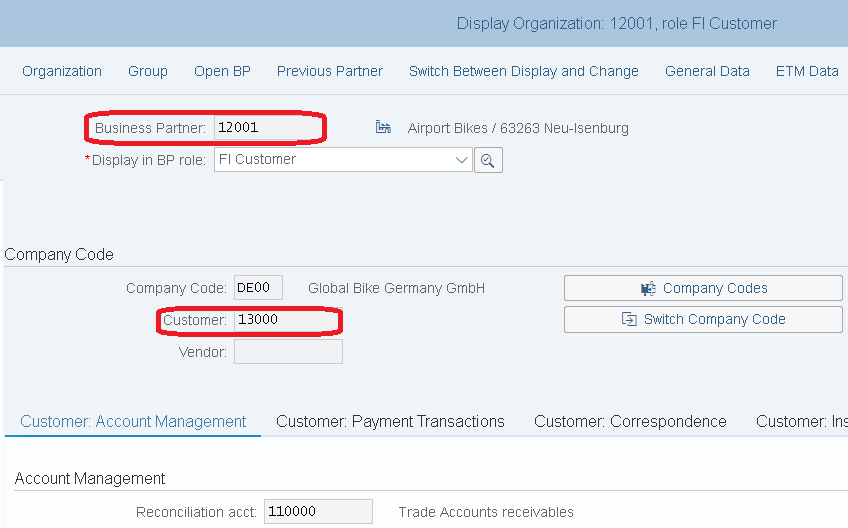 Display Organization: 12001, role FI Customer
Organization Group Open BP Previous Partner Switch Between Display and Change General Data ETM Data
Business Partner: 12001 Airport Bikes / 63263 Neu-Isenburg
*Display in BP role: FI Customer
Company Code
Company Code: DE00 Global Bike Germany GmbH Company Codes
Customer: 13000 Switch Company Code
Vendor:
Customer: Account Management Customer: Payment Transactions Customer: Correspondence Customer: Ins
Account Management
Reconciliation acct: 110000 Trade Accounts receivables